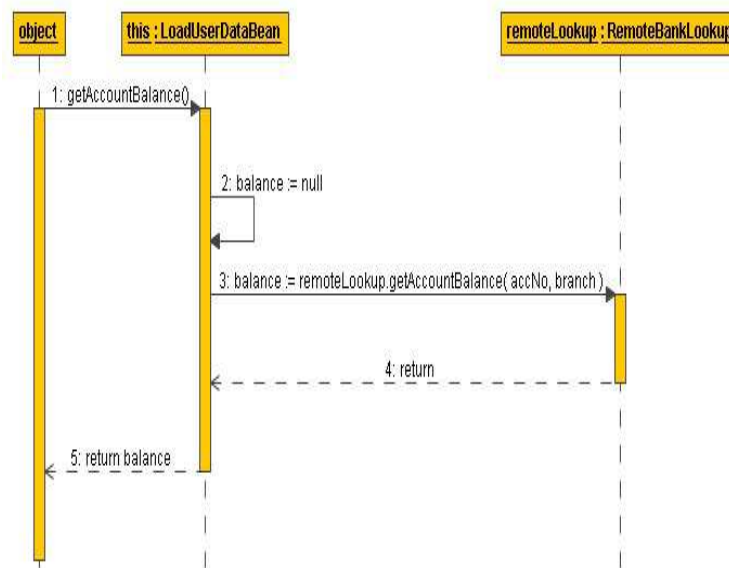 object
this : LoadUserDataBean
remoteLookup : RemoteBankLookup
1: getAccountBalance()
2: balance := null
3: balance := remoteLookup.getAccountBalance( accNo, branch )
4: return
5: return balance